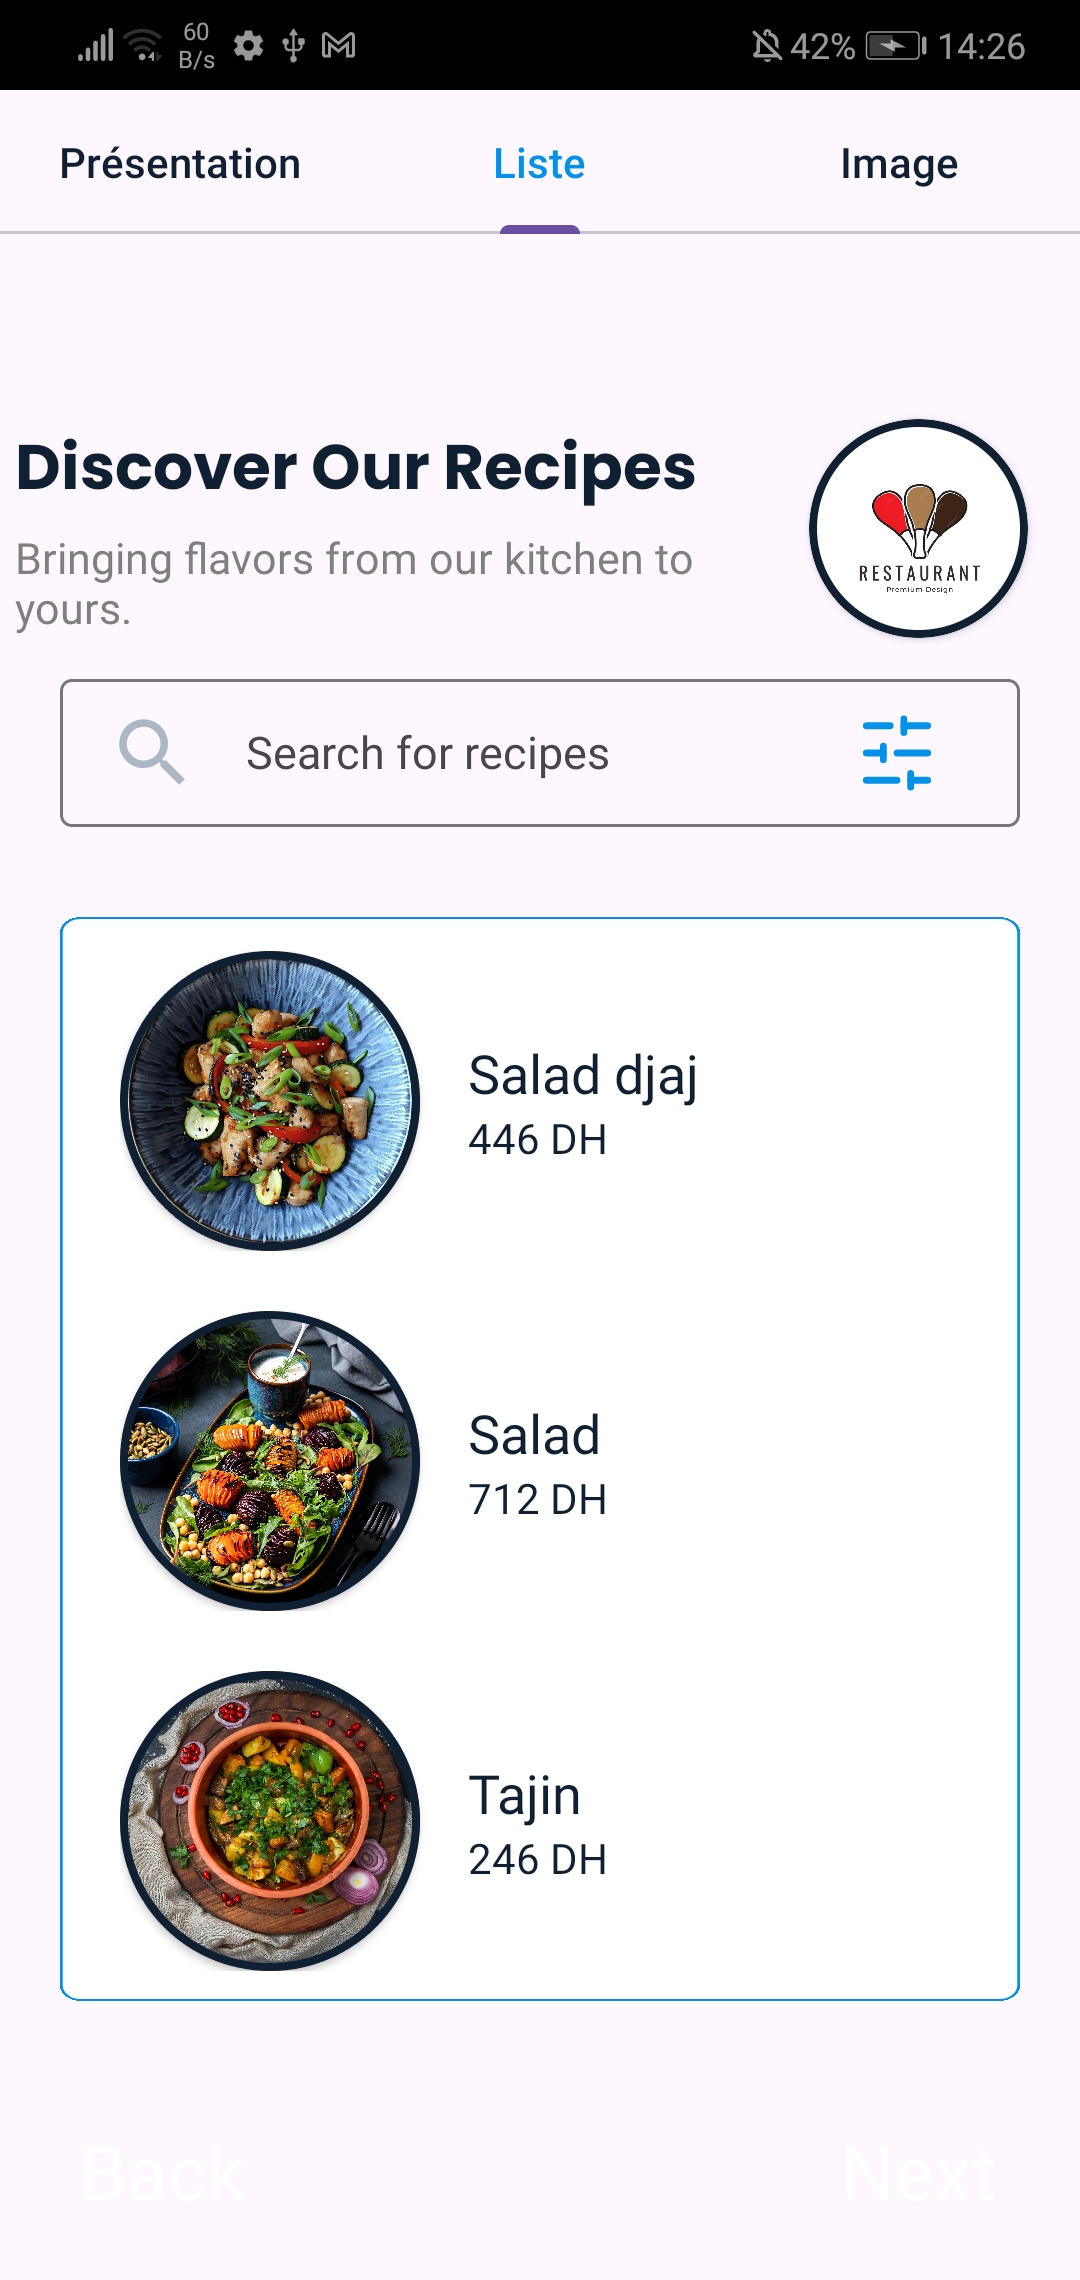 60
B/s
42%
14:26
Présentation
Liste
Image
Discover Our Recipes
Bringing flavors from our kitchen to
yours.
RESTAURANT
Premium Design
Search for recipes
Salad djaj
446 DH
Salad
712 DH
Tajin
246 DH
Back
Next